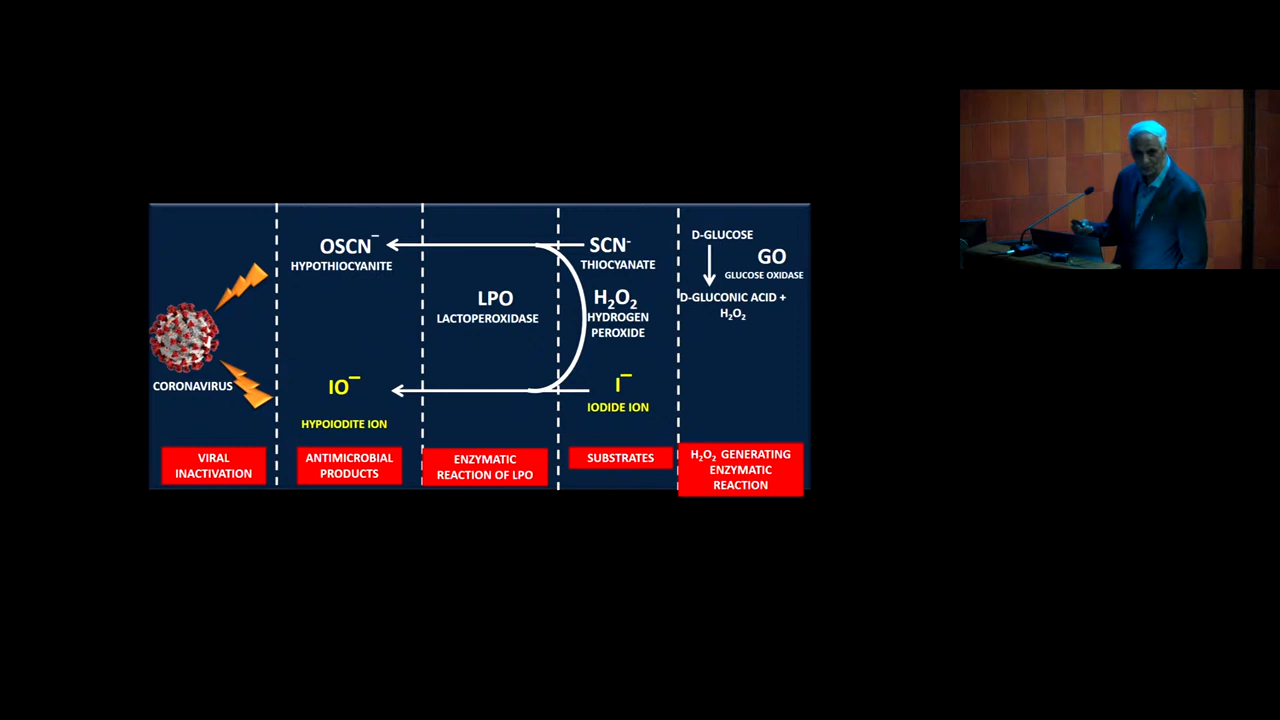 OSCN⁻
HYPOTHIOCYANITE
SCN⁻
THIOCYANATE
D-GLUCOSE
GO
GLUCOSE OXIDASE
D-GLUCONIC ACID +
H₂O₂
LPO
LACTOPEROXIDASE
H₂O₂
HYDROGEN
PEROXIDE
CORONAVIRUS
IO⁻
HYPOIODITE ION
I⁻
IODIDE ION
VIRAL
INACTIVATION
ANTIMICROBIAL
PRODUCTS
ENZYMATIC
REACTION OF LPO
SUBSTRATES
H₂O₂ GENERATING
ENZYMATIC
REACTION